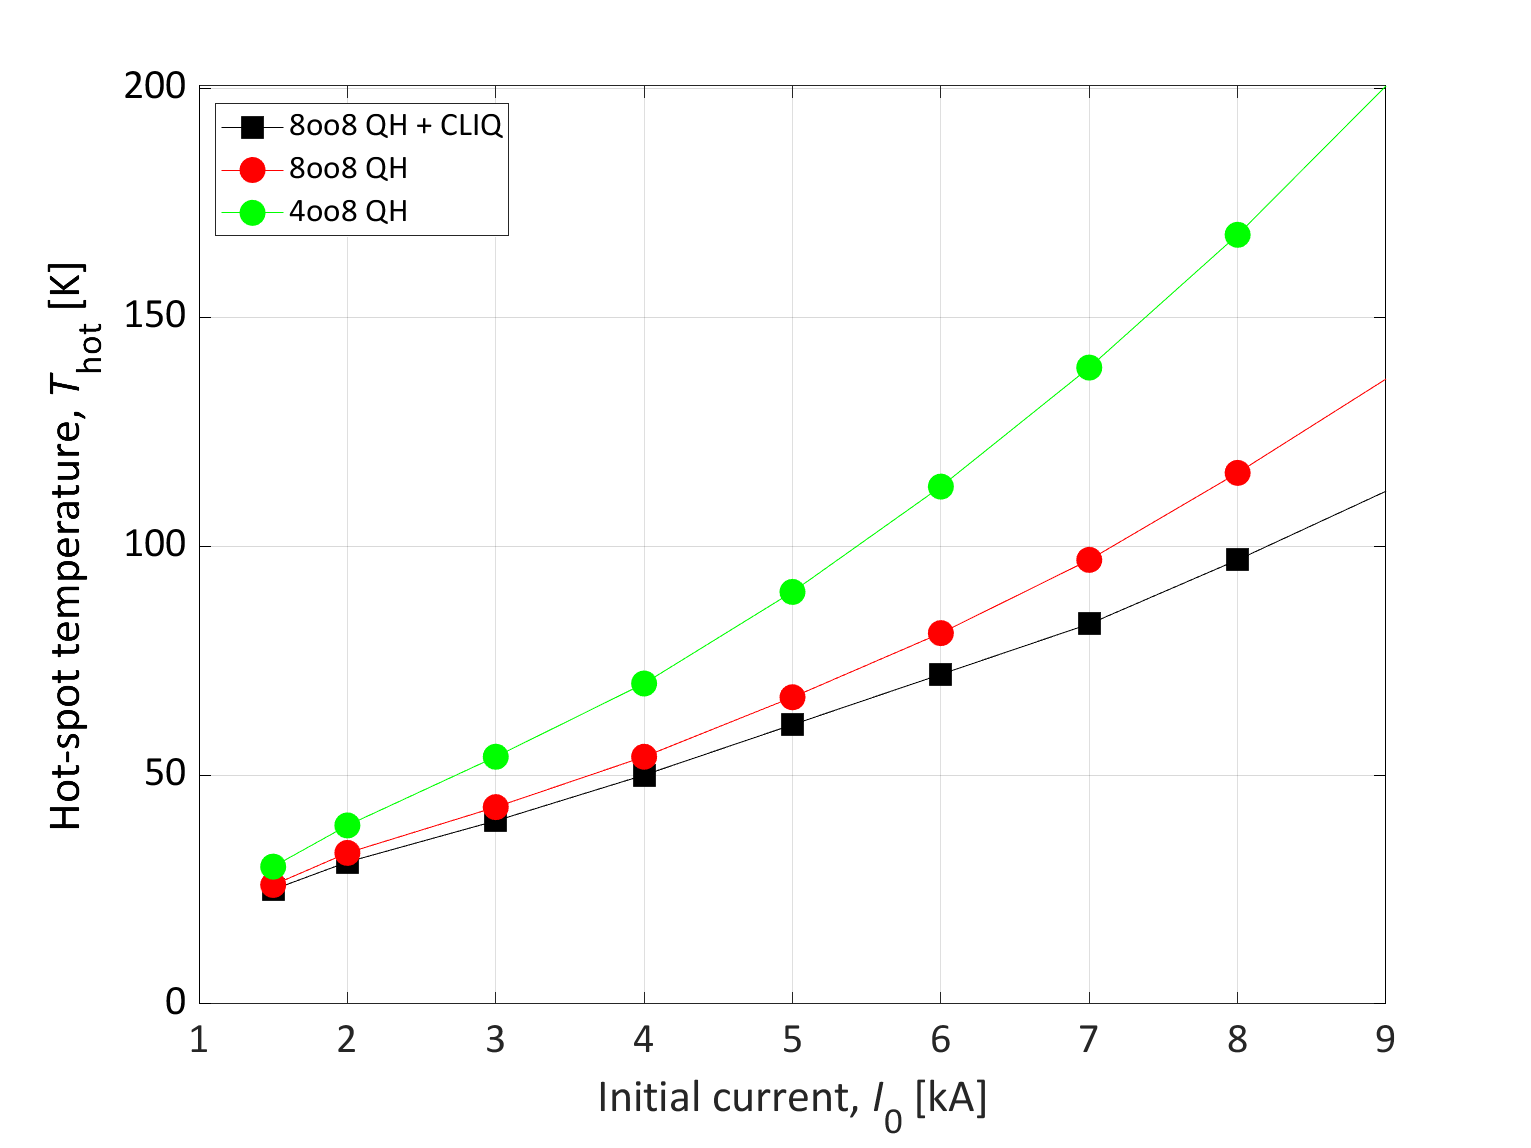 200
150
100
50
0
8oo8 QH + CLIQ
8oo8 QH
4oo8 QH
Hot-spot temperature, Thot [K]
1 2 3 4 5 6 7 8 9
Initial current, I0 [kA]